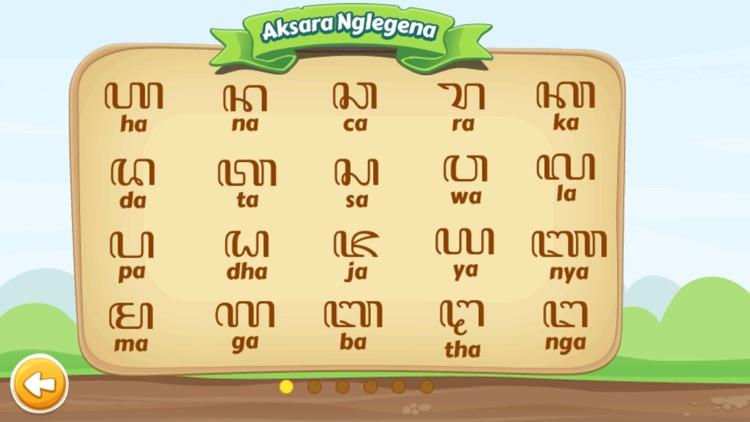 Aksara Nglegena
ꦲ ꦤ ꦕ ꦫ ꦏ
ha na ca ra ka
ꦢ ꦠ ꦱ ꦮ ꦭ
da ta sa wa la
ꦥ ꦝ ꦗ ꦪ ꦚ
pa dha ja ya nya
ꦩ ꦒ ꦧ ꦛ ꦔ
ma ga ba tha nga